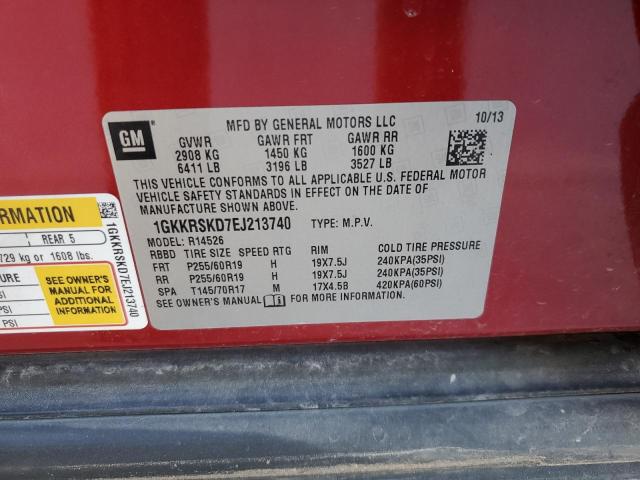 GM
MFD BY GENERAL MOTORS LLC 10/13
GVWR GAWR FRT GAWR RR
2908 KG 1450 KG 1600 KG
6411 LB 3196 LB 3527 LB
THIS VEHICLE CONFORMS TO ALL APPLICABLE U.S. FEDERAL MOTOR
VEHICLE SAFETY STANDARDS IN EFFECT ON THE DATE OF
MANUFACTURE SHOWN ABOVE.
1GKKRSKD7EJ213740 TYPE: M.P.V.
MODEL: R14526
RBBD TIRE SIZE SPEED RTG RIM COLD TIRE PRESSURE
FRT P255/60R19 H 19X7.5J 240KPA(35PSI)
RR P255/60R19 H 19X7.5J 240KPA(35PSI)
SPA T145/70R17 M 17X4.5B 420KPA(60PSI)
SEE OWNER'S MANUAL FOR MORE INFORMATION
ORMATION
REAR 5
729 kg or 1608 lbs.
SEE OWNER'S
MANUAL FOR
ADDITIONAL
INFORMATION
PSI
1GKKRSKD7EJ213740